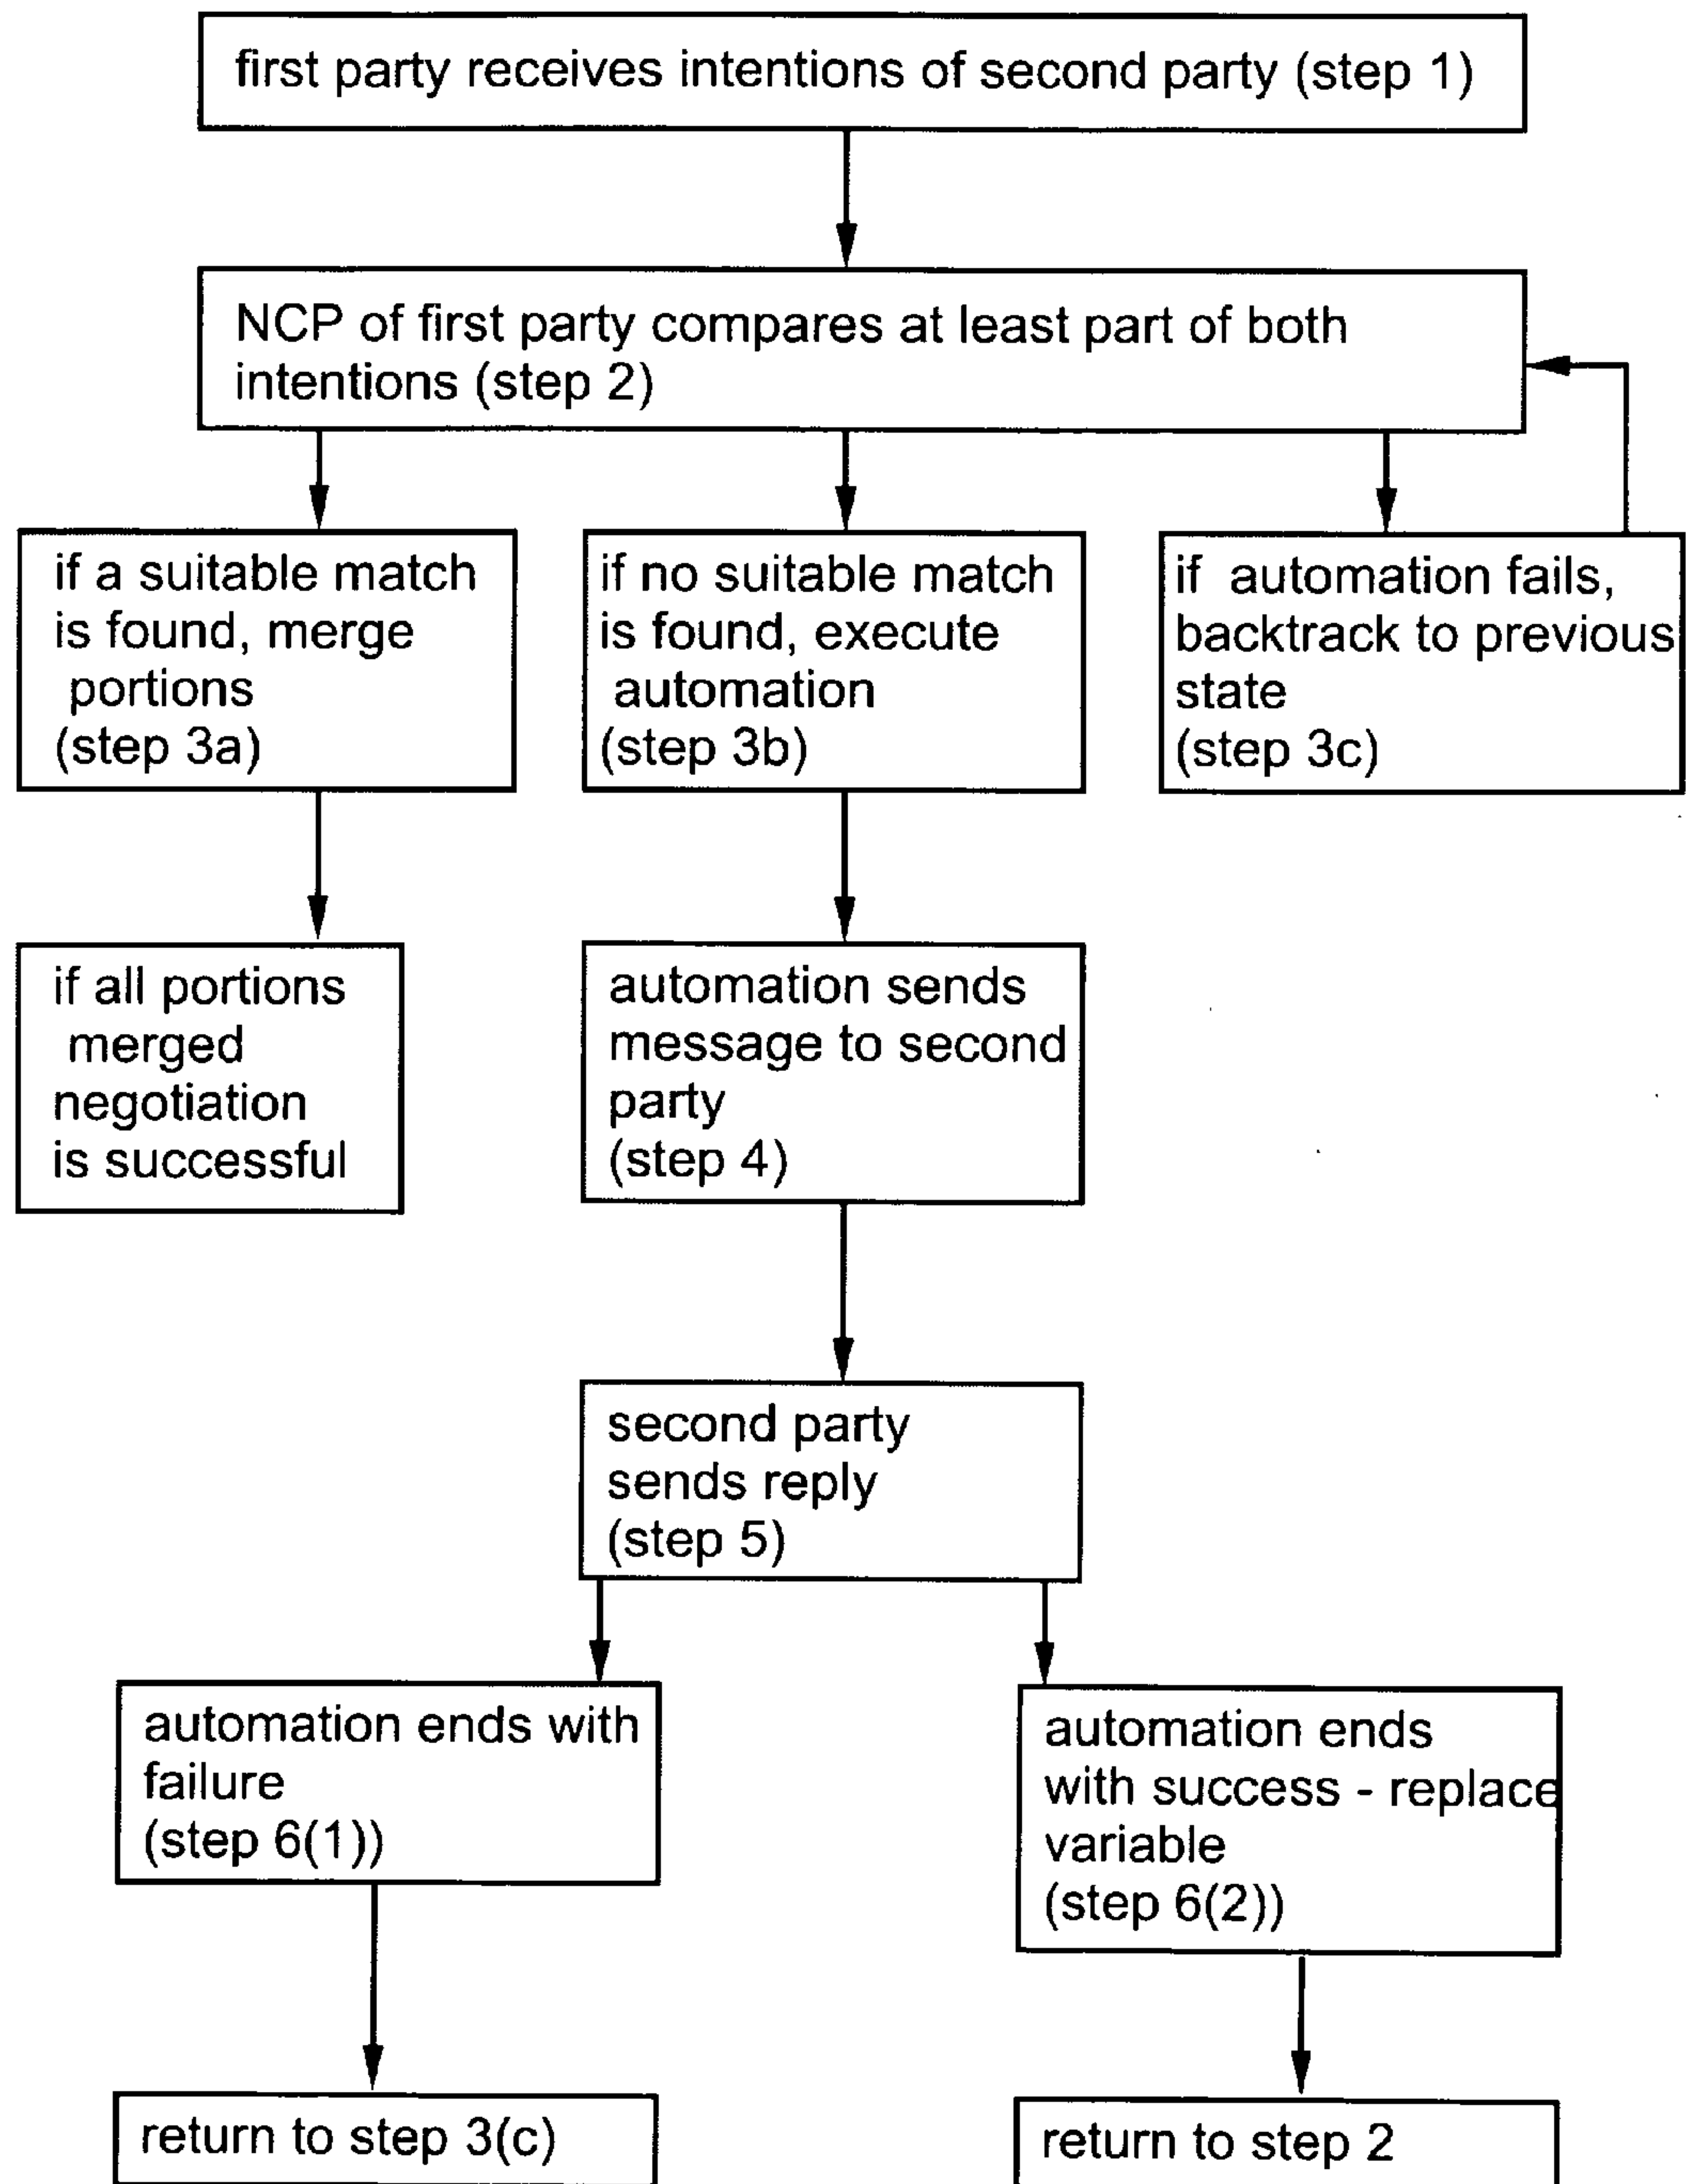 first party receives intentions of second party (step 1)
NCP of first party compares at least part of both
intentions (step 2)
if a suitable match
is found, merge
portions
(step 3a)
if no suitable match
is found, execute
automation
(step 3b)
if automation fails,
backtrack to previous
state
(step 3c)
if all portions
merged
negotiation
is successful
automation sends
message to second
party
(step 4)
second party
sends reply
(step 5)
automation ends with
failure
(step 6(1))
automation ends
with success - replace
variable
(step 6(2))
return to step 3(c)
return to step 2